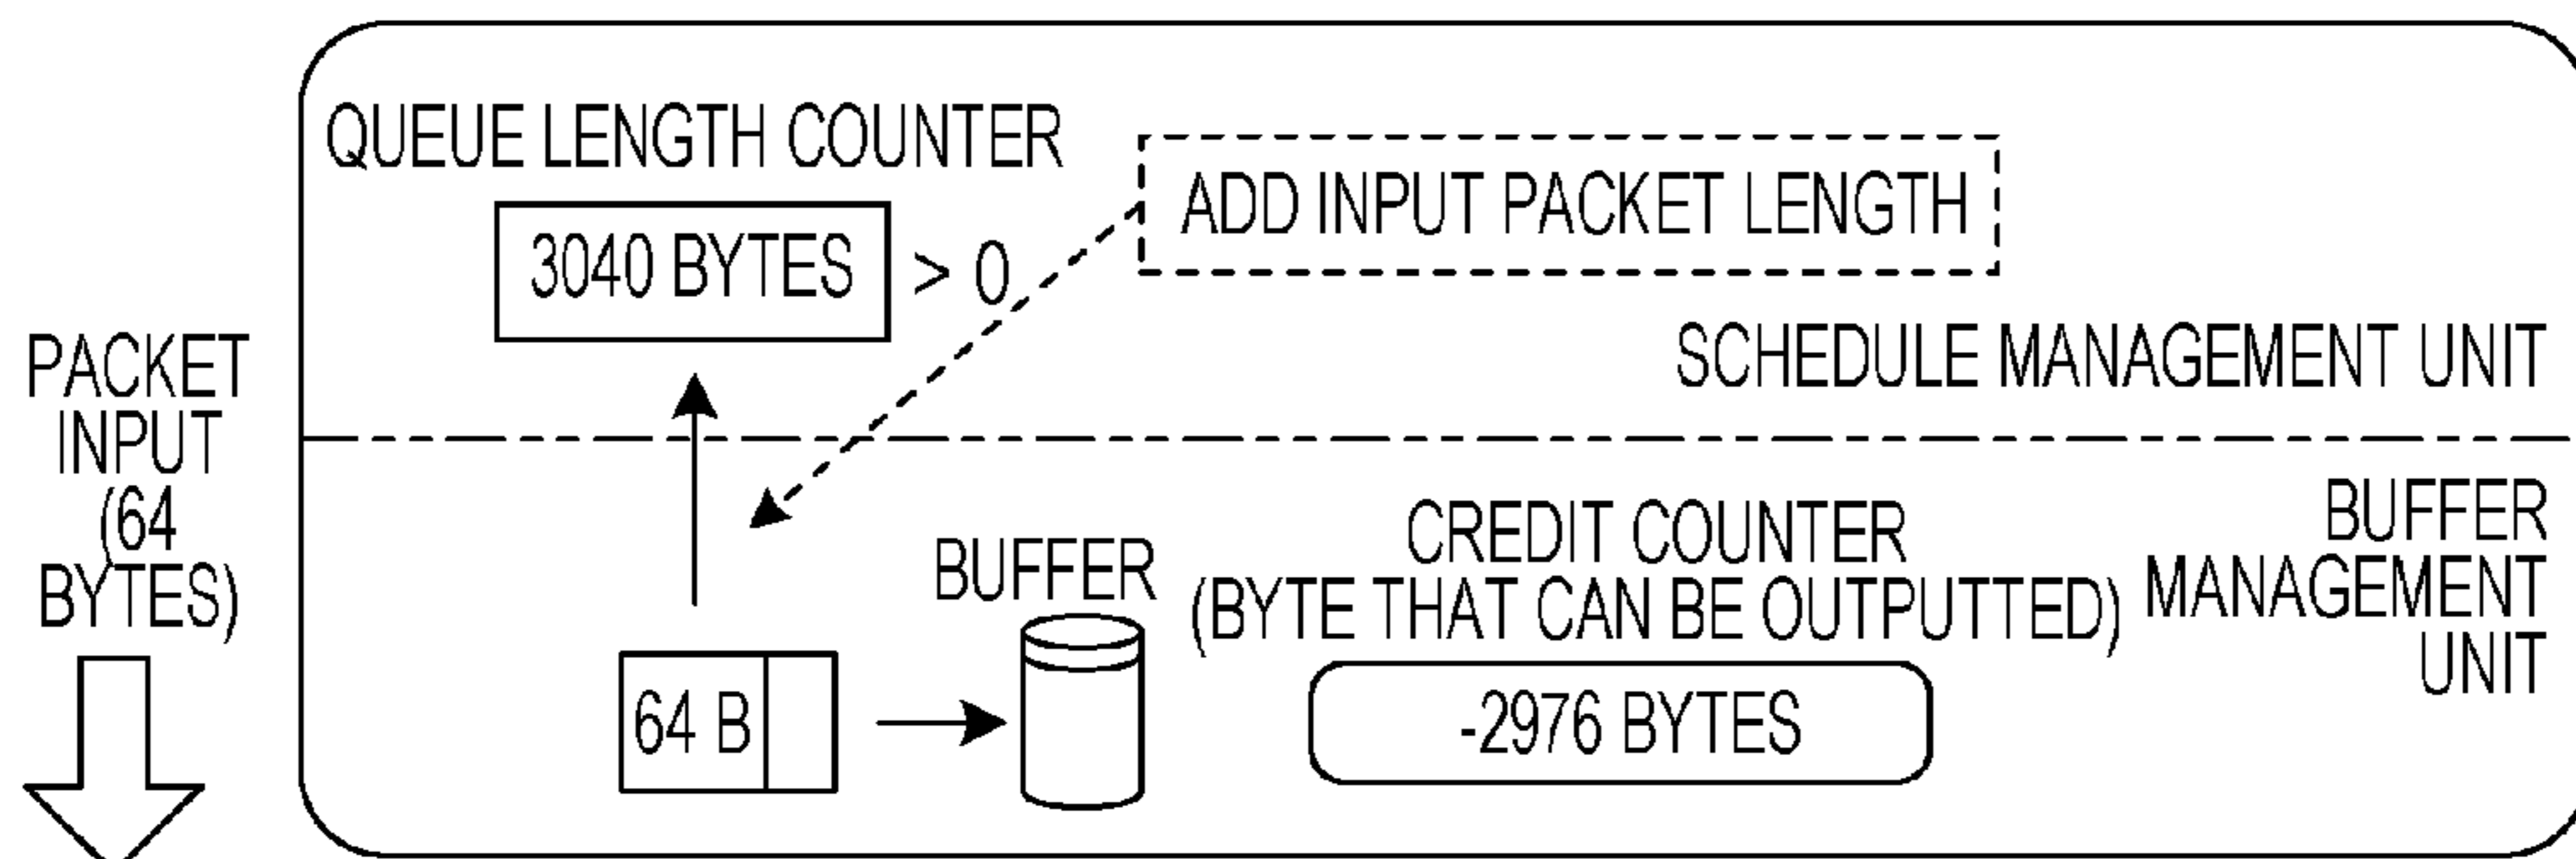 QUEUE LENGTH COUNTER
3040 BYTES > 0
ADD INPUT PACKET LENGTH
SCHEDULE MANAGEMENT UNIT
PACKET
INPUT
(64
BYTES)
64 B
BUFFER
CREDIT COUNTER
(BYTE THAT CAN BE OUTPUTTED)
-2976 BYTES
BUFFER
MANAGEMENT
UNIT